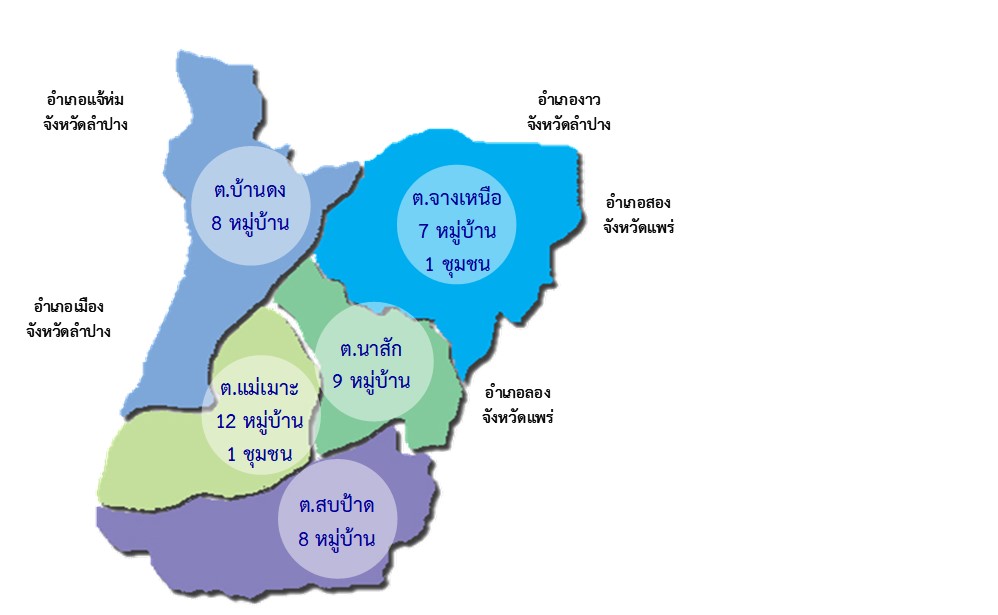 อำเภอแจ้ห่ม
จังหวัดลำปาง
อำเภองาว
จังหวัดลำปาง
ต.บ้านดง
8 หมู่บ้าน
ต.จางเหนือ
7 หมู่บ้าน
1 ชุมชน
อำเภอสอง
จังหวัดแพร่
อำเภอเมือง
จังหวัดลำปาง
ต.นาสัก
9 หมู่บ้าน
ต.แม่เมาะ
12 หมู่บ้าน
1 ชุมชน
อำเภอลอง
จังหวัดแพร่
ต.สบป้าด
8 หมู่บ้าน